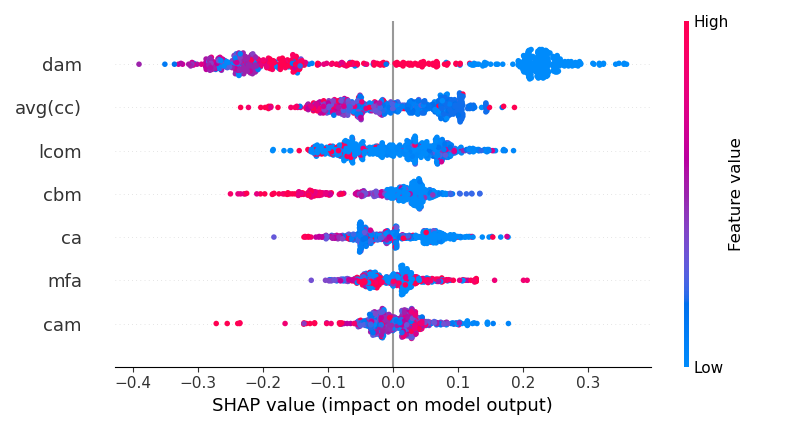 High
dam
avg(cc)
lcom
cbm
ca
mfa
cam
Feature value
Low
−0.4 −0.3 −0.2 −0.1 0.0 0.1 0.2 0.3
SHAP value (impact on model output)